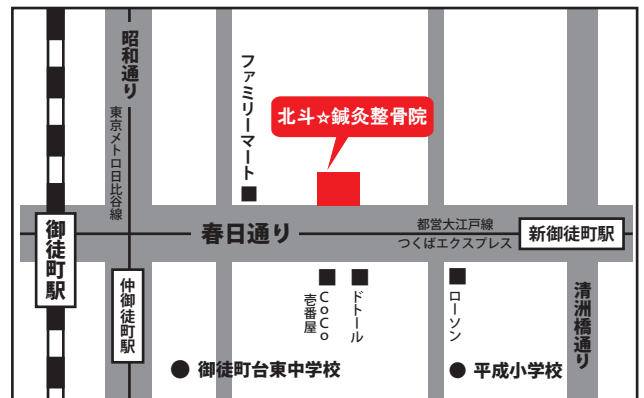 昭和通り
東京メトロ日比谷線
ファミリーマート
北斗☆鍼灸整骨院
御徒町駅
春日通り
都営大江戸線
つくばエクスプレス
新御徒町駅
仲御徒町駅
CoCo
壱番屋
ドトール
ローソン
清洲橋通り
御徒町台東中学校
平成小学校